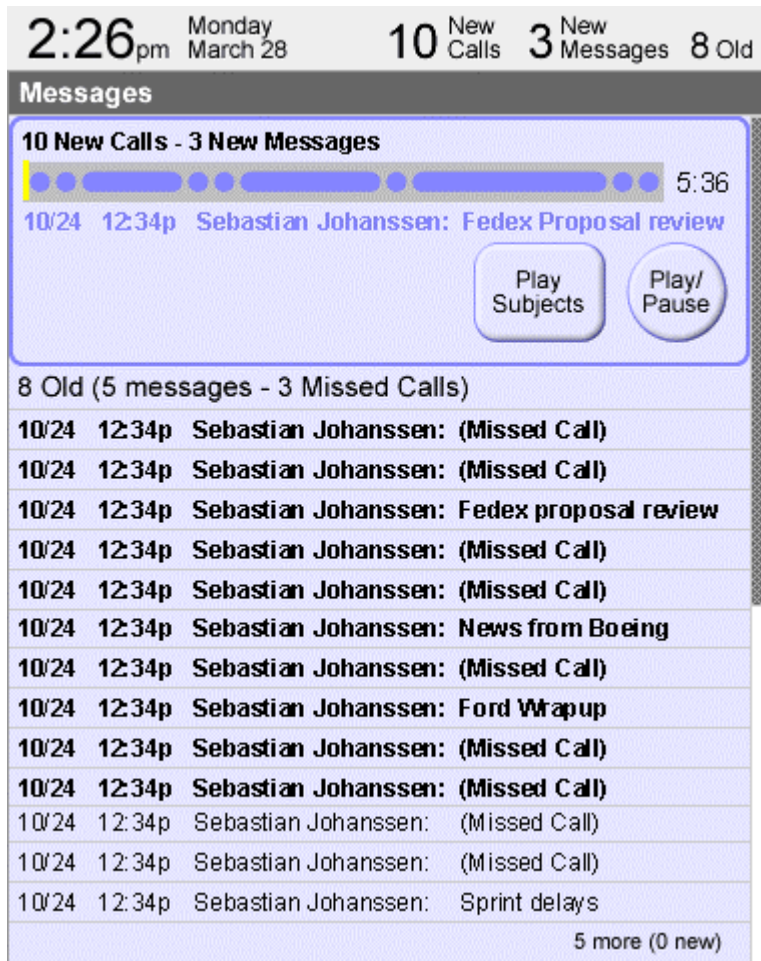 2:26pm Monday March 28 10 New Calls 3 New Messages 8 Old
Messages
10 New Calls - 3 New Messages
5:36
10/24 12:34p Sebastian Johanssen: Fedex Proposal review
Play Subjects
Play/ Pause
8 Old (5 messages - 3 Missed Calls)
10/24 12:34p Sebastian Johanssen: (Missed Call)
10/24 12:34p Sebastian Johanssen: (Missed Call)
10/24 12:34p Sebastian Johanssen: Fedex proposal review
10/24 12:34p Sebastian Johanssen: (Missed Call)
10/24 12:34p Sebastian Johanssen: (Missed Call)
10/24 12:34p Sebastian Johanssen: News from Boeing
10/24 12:34p Sebastian Johanssen: (Missed Call)
10/24 12:34p Sebastian Johanssen: Ford Wrapup
10/24 12:34p Sebastian Johanssen: (Missed Call)
10/24 12:34p Sebastian Johanssen: (Missed Call)
10/24 12:34p Sebastian Johanssen: (Missed Call)
10/24 12:34p Sebastian Johanssen: (Missed Call)
10/24 12:34p Sebastian Johanssen: Sprint delays
5 more (0 new)